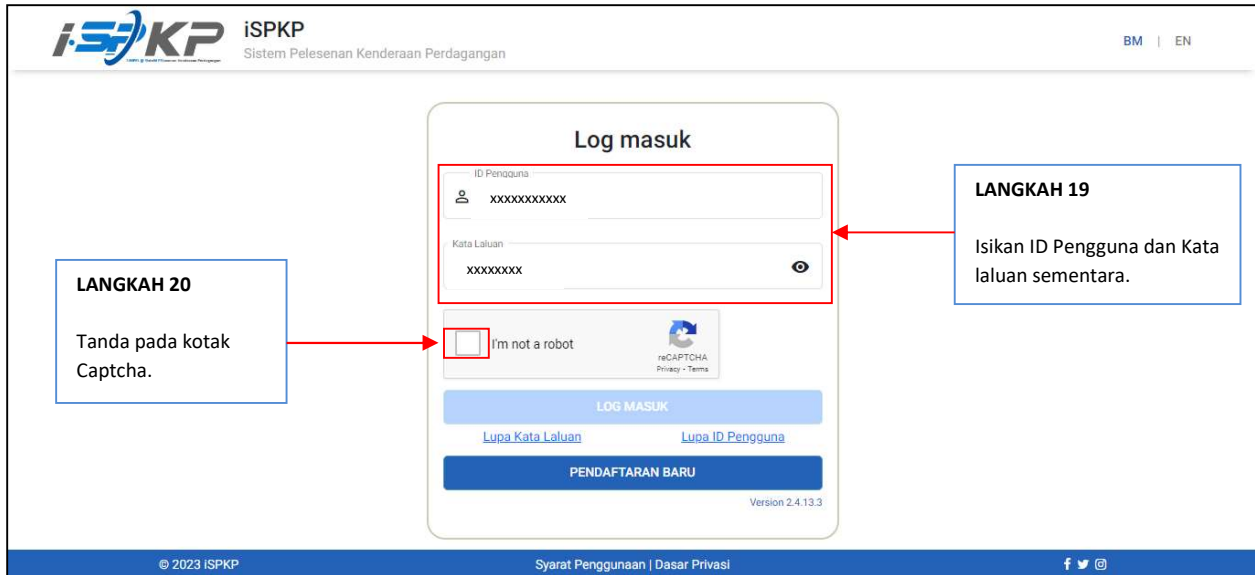 iSPKP
iSPKP
Sistem Pelesenan Kenderaan Perdagangan
BM | EN
Log masuk
ID Pengguna
xxxxxxxxxxx
Kata Laluan
xxxxxxxx
LANGKAH 19
Isikan ID Pengguna dan Kata
laluan sementara.
LANGKAH 20
Tanda pada kotak
Captcha.
I'm not a robot
reCAPTCHA
Privacy - Terms
LOG MASUK
Lupa Kata Laluan
Lupa ID Pengguna
PENDAFTARAN BARU
Version 2.4.13.3
© 2023 iSPKP
Syarat Penggunaan | Dasar Privasi